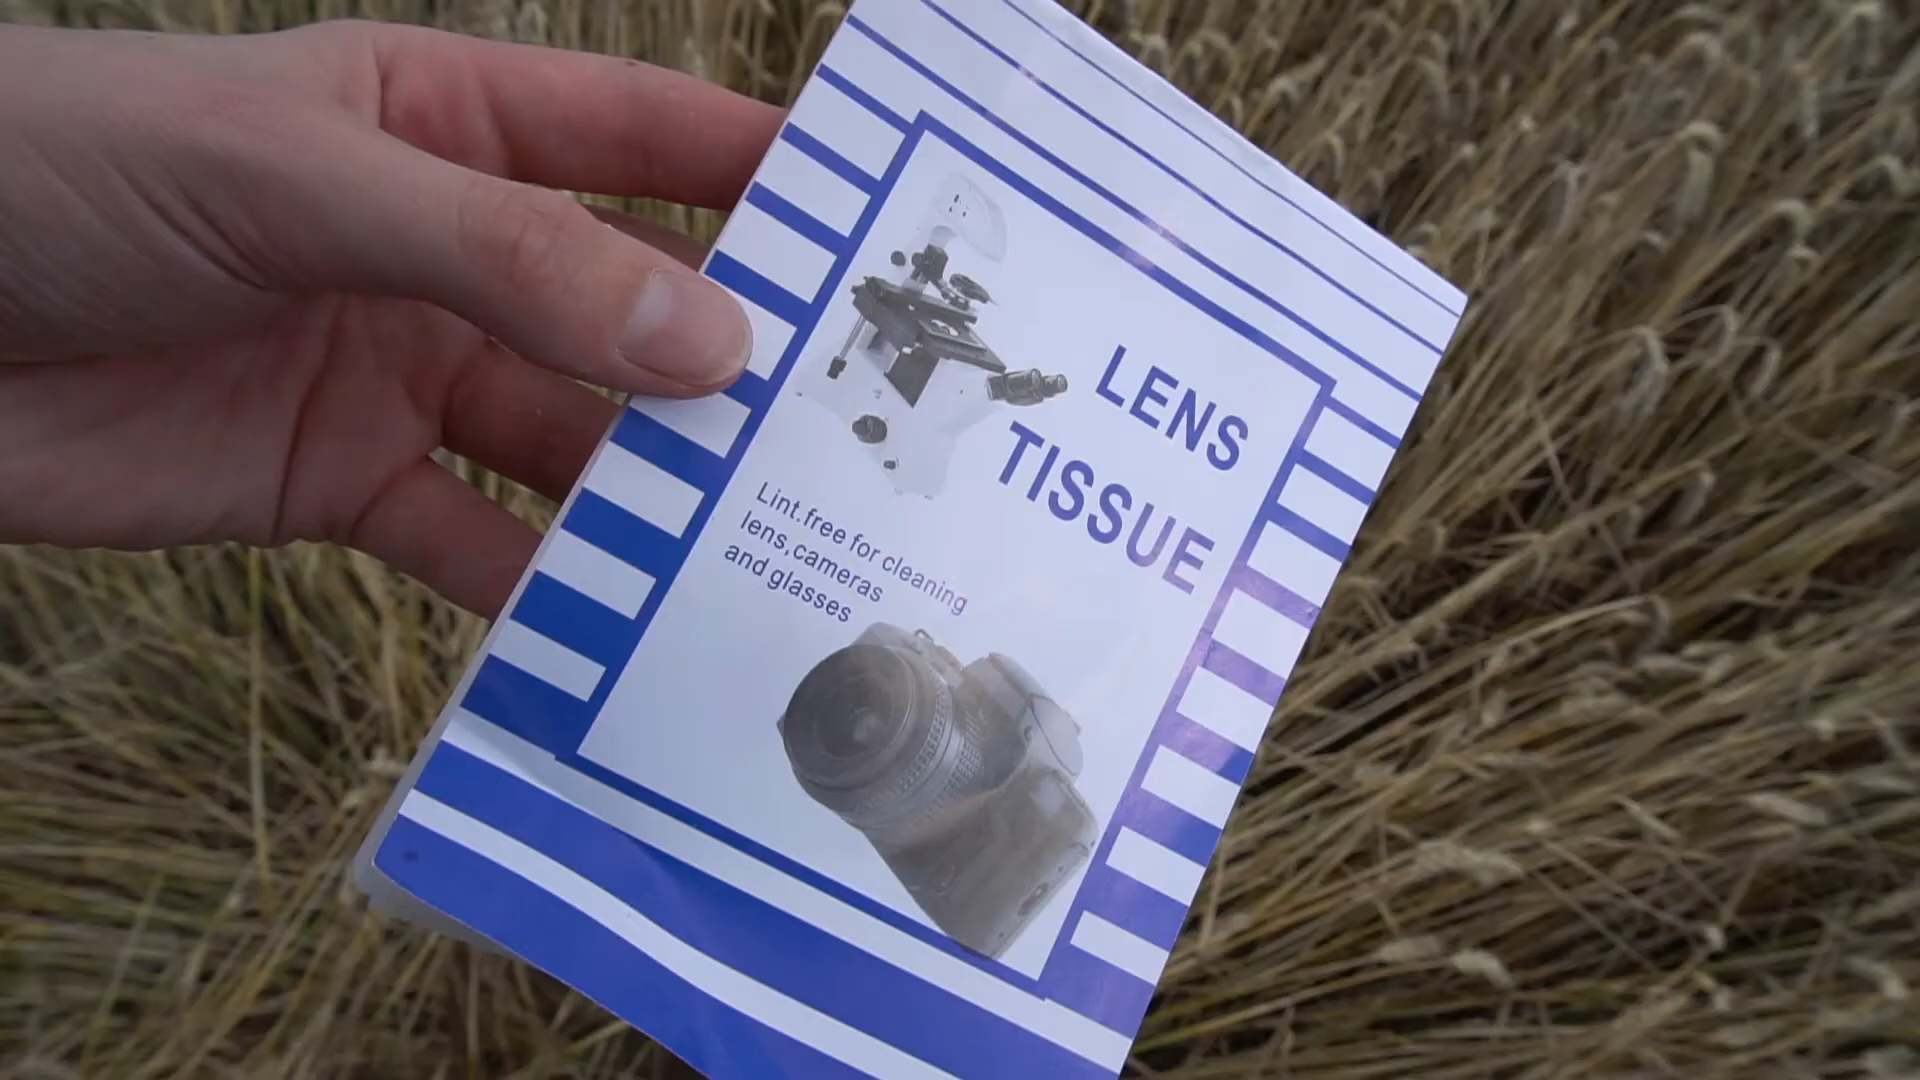 LENS
TISSUE
Lint.free for cleaning
lens,cameras
and glasses